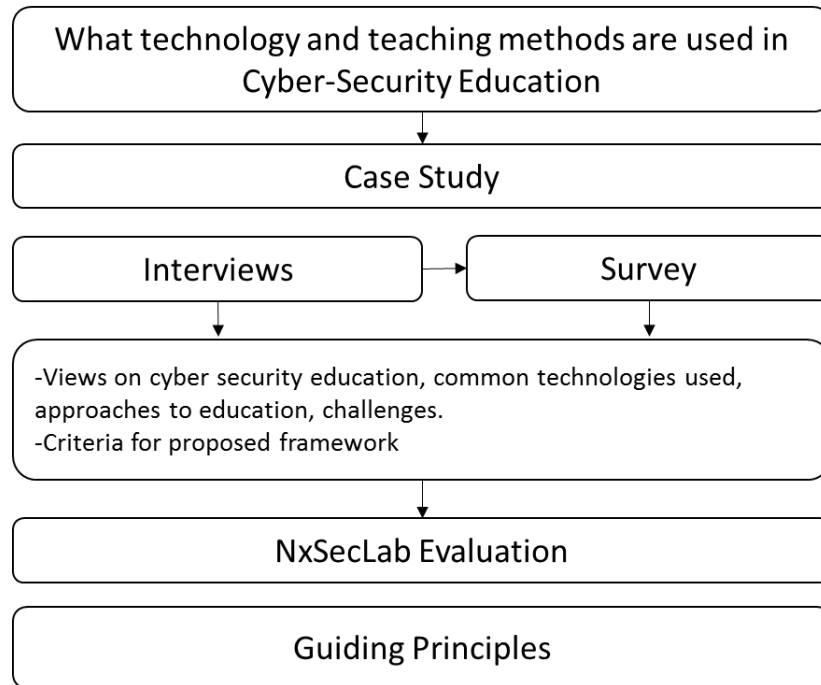 What technology and teaching methods are used in
Cyber-Security Education
Case Study
Interviews
Survey
-Views on cyber security education, common technologies used,
approaches to education, challenges.
-Criteria for proposed framework
NxSecLab Evaluation
Guiding Principles